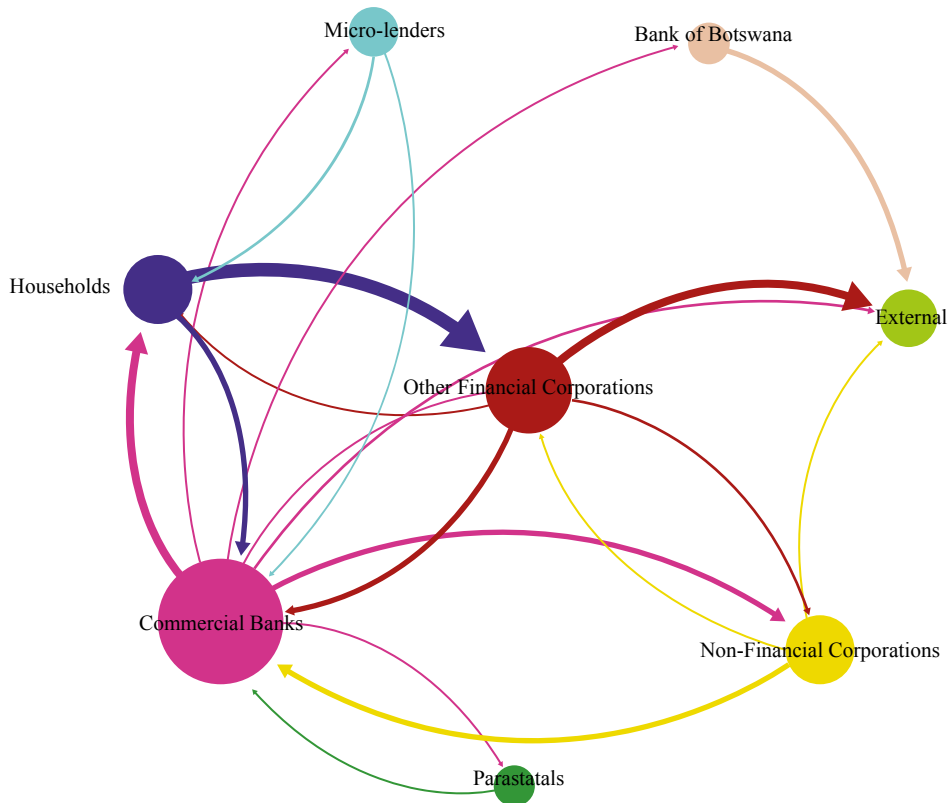 Micro-lenders
Bank of Botswana
Households
External
Other Financial Corporations
Commercial Banks
Non-Financial Corporations
Parastatals